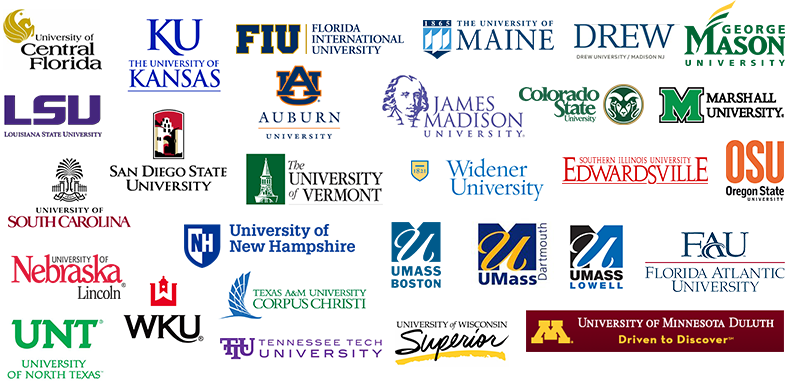 University of
Central
Florida
KU
THE UNIVERSITY OF
KANSAS
FIU
FLORIDA
INTERNATIONAL
UNIVERSITY
1865
THE UNIVERSITY OF
MAINE
DREW
DREW UNIVERSITY / MADISON NJ
GEORGE
MASON
UNIVERSITY
LSU
LOUISIANA STATE UNIVERSITY
AU
AUBURN
UNIVERSITY
JAMES
MADISON
UNIVERSITY®
Colorado
State
University
M
MARSHALL
UNIVERSITY®
SAN DIEGO STATE
UNIVERSITY
The
UNIVERSITY
of VERMONT
1821
Widener
University
SOUTHERN ILLINOIS UNIVERSITY
EDWARDSVILLE
OSU
Oregon State
UNIVERSITY
UNIVERSITY OF
SOUTH CAROLINA
NH
University of
New Hampshire
U
UMASS
BOSTON
U
UMass
Dartmouth
U
UMASS
LOWELL
FAU
FLORIDA ATLANTIC
UNIVERSITY
UNIVERSITY OF
Nebraska
Lincoln®
WKU®
TEXAS A&M UNIVERSITY
CORPUS CHRISTI
UNT®
UNIVERSITY
OF NORTH TEXAS™
TTU
TENNESSEE TECH
UNIVERSITY
UNIVERSITY of WISCONSIN
Superior
M
UNIVERSITY OF MINNESOTA DULUTH
Driven to Discover℠